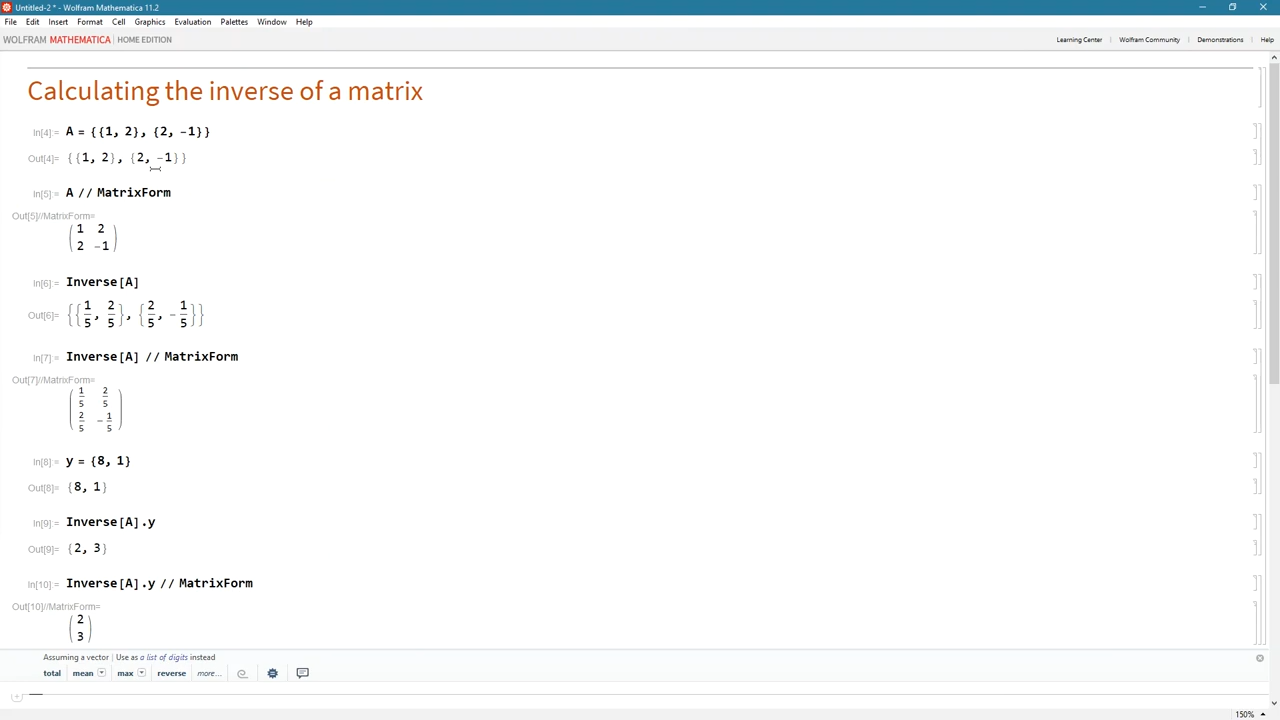 Untitled-2 * - Wolfram Mathematica 11.2
File Edit Insert Format Cell Graphics Evaluation Palettes Window Help
WOLFRAM MATHEMATICA | HOME EDITION Learning Center | Wolfram Community | Demonstrations | Help
Calculating the inverse of a matrix
In[4]:= A = {{1, 2}, {2, -1}}
Out[4]= {{1, 2}, {2, -1}}
In[5]:= A // MatrixForm
Out[5]//MatrixForm=
1 2
2 -1
In[6]:= Inverse[A]
Out[6]= {{1/5, 2/5}, {2/5, -1/5}}
In[7]:= Inverse[A] // MatrixForm
Out[7]//MatrixForm=
1/5 2/5
2/5 -1/5
In[8]:= y = {8, 1}
Out[8]= {8, 1}
In[9]:= Inverse[A].y
Out[9]= {2, 3}
In[10]:= Inverse[A].y // MatrixForm
Out[10]//MatrixForm=
2
3
Assuming a vector | Use as a list of digits instead
total mean max reverse more...
150%